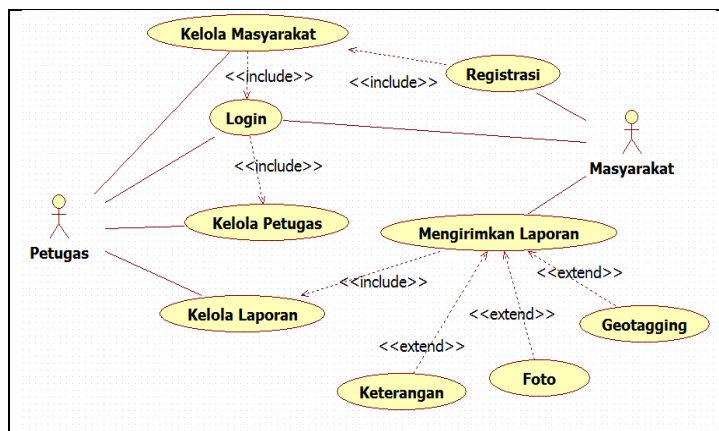 Kelola Masyarakat
<<include>>
<<include>>
Registrasi
Login
Masyarakat
<<include>>
Petugas
Kelola Petugas
Mengirimkan Laporan
<<include>>
<<extend>>
Kelola Laporan
<<extend>>
Geotagging
<<extend>>
Keterangan
Foto